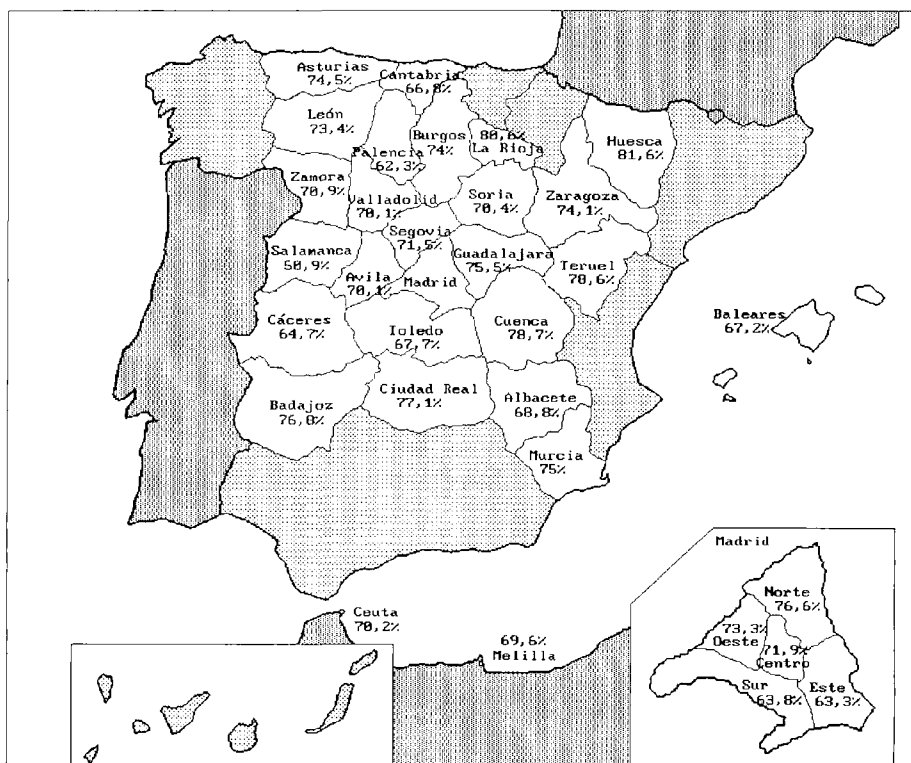 Asturias
74,5%
Cantabria
66,8%
León
73,4%
Burgos
74%
80,6%
La Rioja
Huesca
81,6%
Palencia
62,3%
Zamora
70,9%
Valladolid
70,1%
Soria
70,4%
Zaragoza
74,1%
Segovia
71,5%
Salamanca
50,9%
Avila
70,1%
Madrid
Guadalajara
75,5%
Teruel
78,6%
Cáceres
64,7%
Toledo
67,7%
Cuenca
78,7%
Baleares
67,2%
Badajoz
76,8%
Ciudad Real
77,1%
Albacete
68,8%
Murcia
75%
Ceuta
70,2%
69,6%
Melilla
Madrid
Norte
76,6%
73,3%
Oeste
71,9%
Centro
Sur
63,8%
Este
63,3%